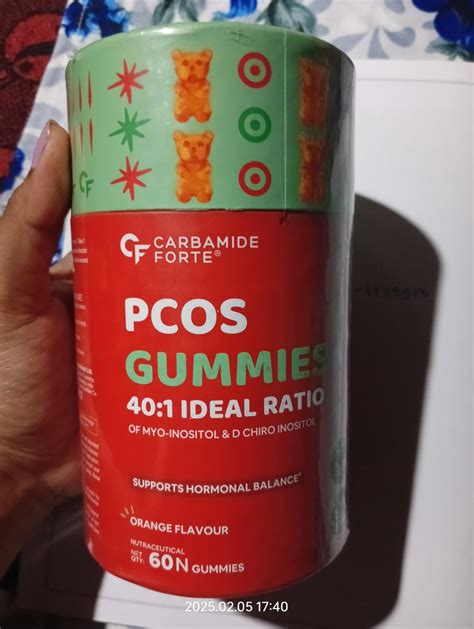 CF CARBAMIDE
FORTE®
PCOS
GUMMIES
40:1 IDEAL RATIO
OF MYO-INOSITOL & D CHIRO INOSITOL
SUPPORTS HORMONAL BALANCE*
ORANGE FLAVOUR
NUTRACEUTICAL
NET QTY: 60N GUMMIES
2025.02.05 17:40